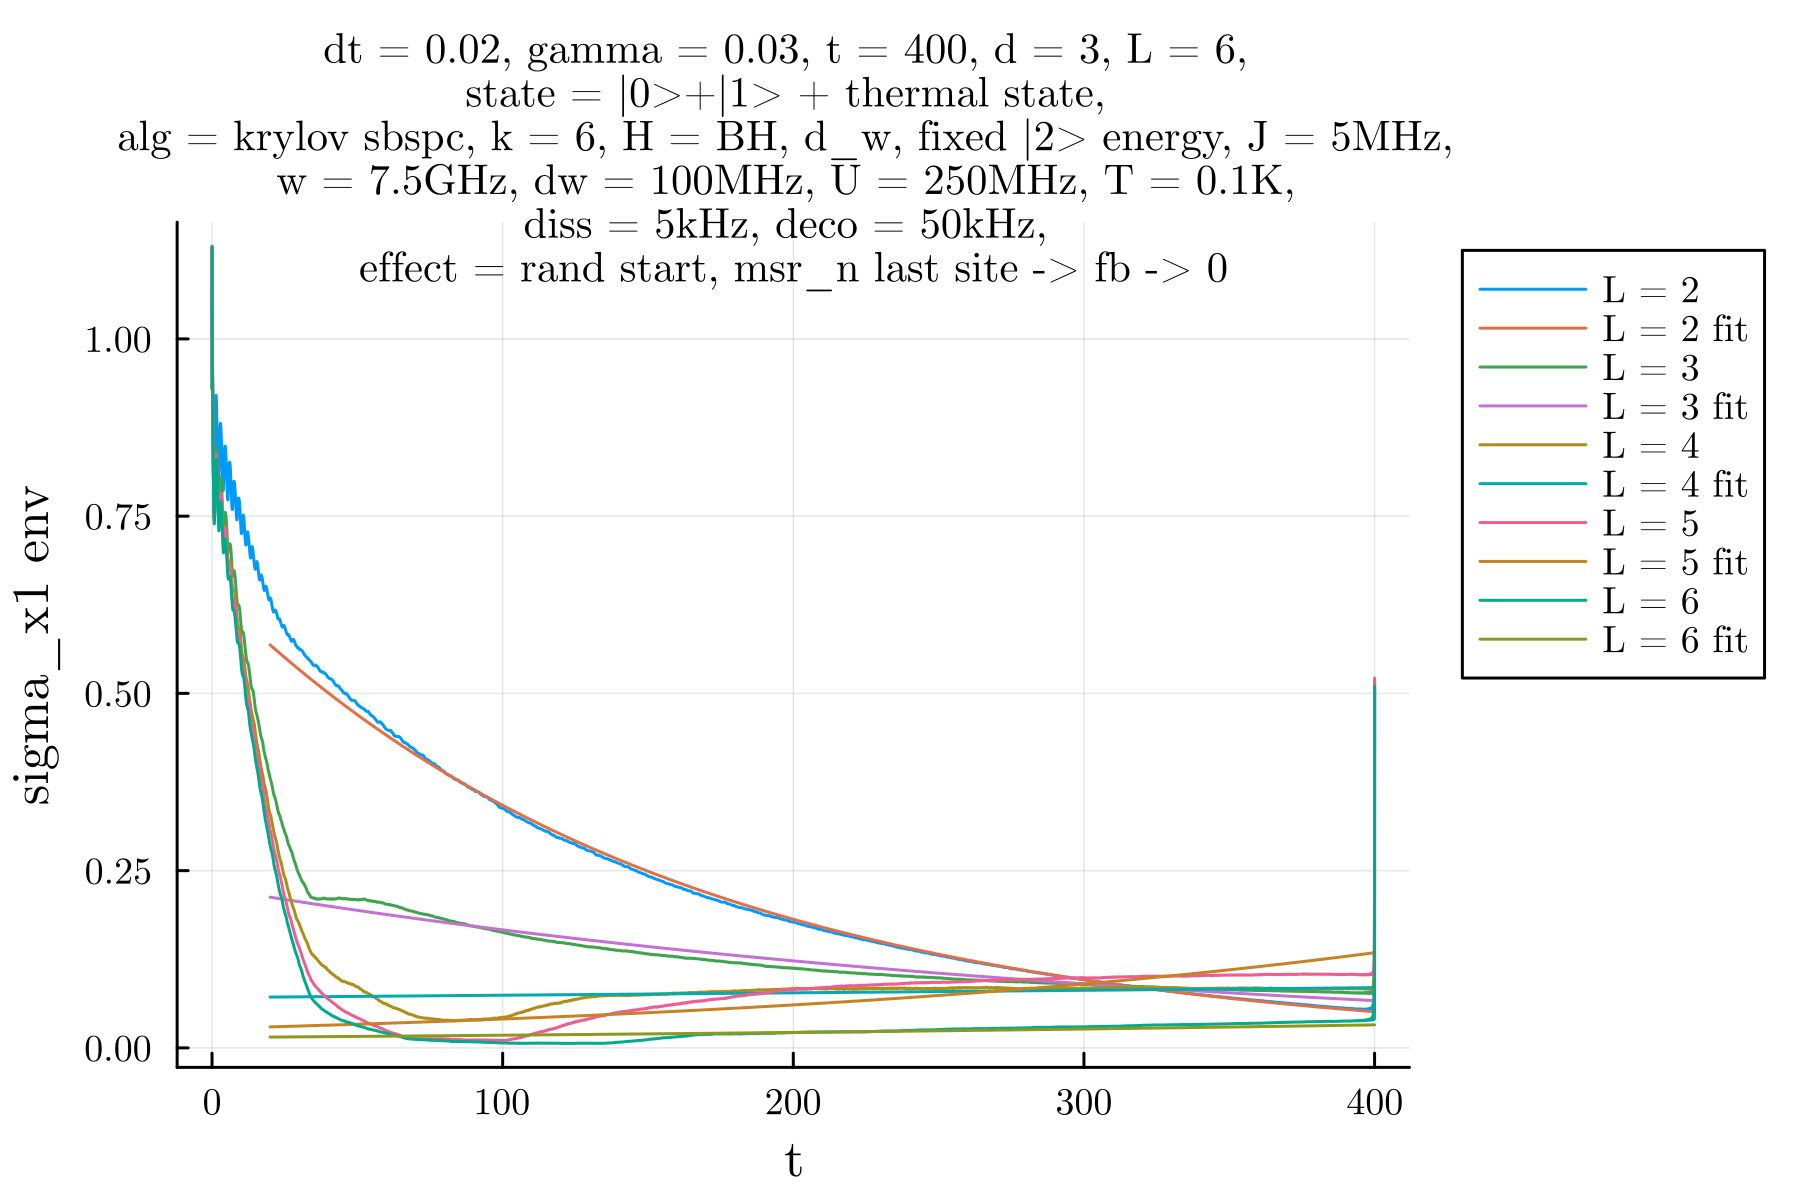 dt = 0.02, gamma = 0.03, t = 400, d = 3, L = 6,
state = |0>+|1> + thermal state,
alg = krylov sbspc, k = 6, H = BH, d_w, fixed |2> energy, J = 5MHz,
w = 7.5GHz, dw = 100MHz, U = 250MHz, T = 0.1K,
diss = 5kHz, deco = 50kHz,
effect = rand start, msr_n last site -> fb -> 0
1.00
0.75
0.50
0.25
0.00
sigma_x1 env
0
100
200
300
400
t
L = 2
L = 2 fit
L = 3
L = 3 fit
L = 4
L = 4 fit
L = 5
L = 5 fit
L = 6
L = 6 fit